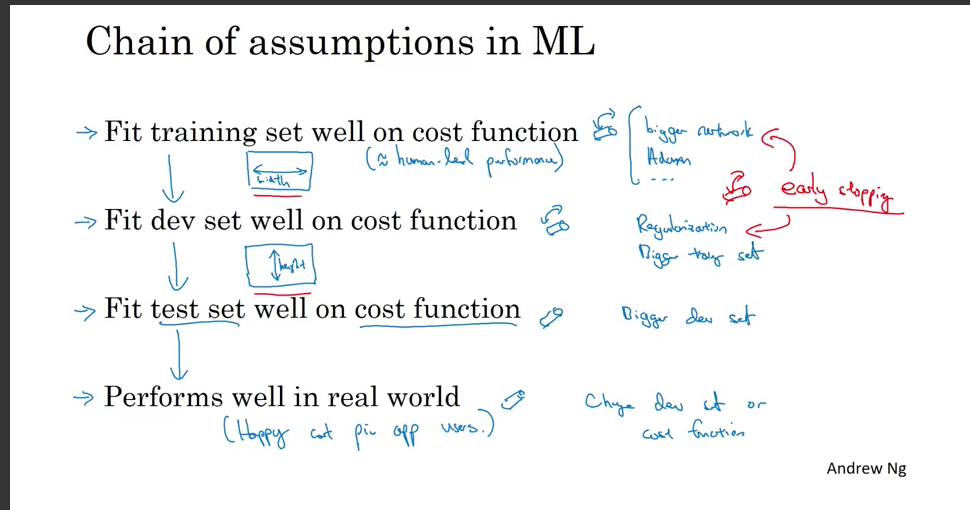 Chain of assumptions in ML
→ Fit training set well on cost function
(≈ human-level performance)
bigger network
Adam
...
width
early stopping
→ Fit dev set well on cost function
Regularization
Bigger training set
height
→ Fit test set well on cost function
Bigger dev set
→ Performs well in real world
(Happy cat pic app users.)
Change dev set or
cost function
Andrew Ng